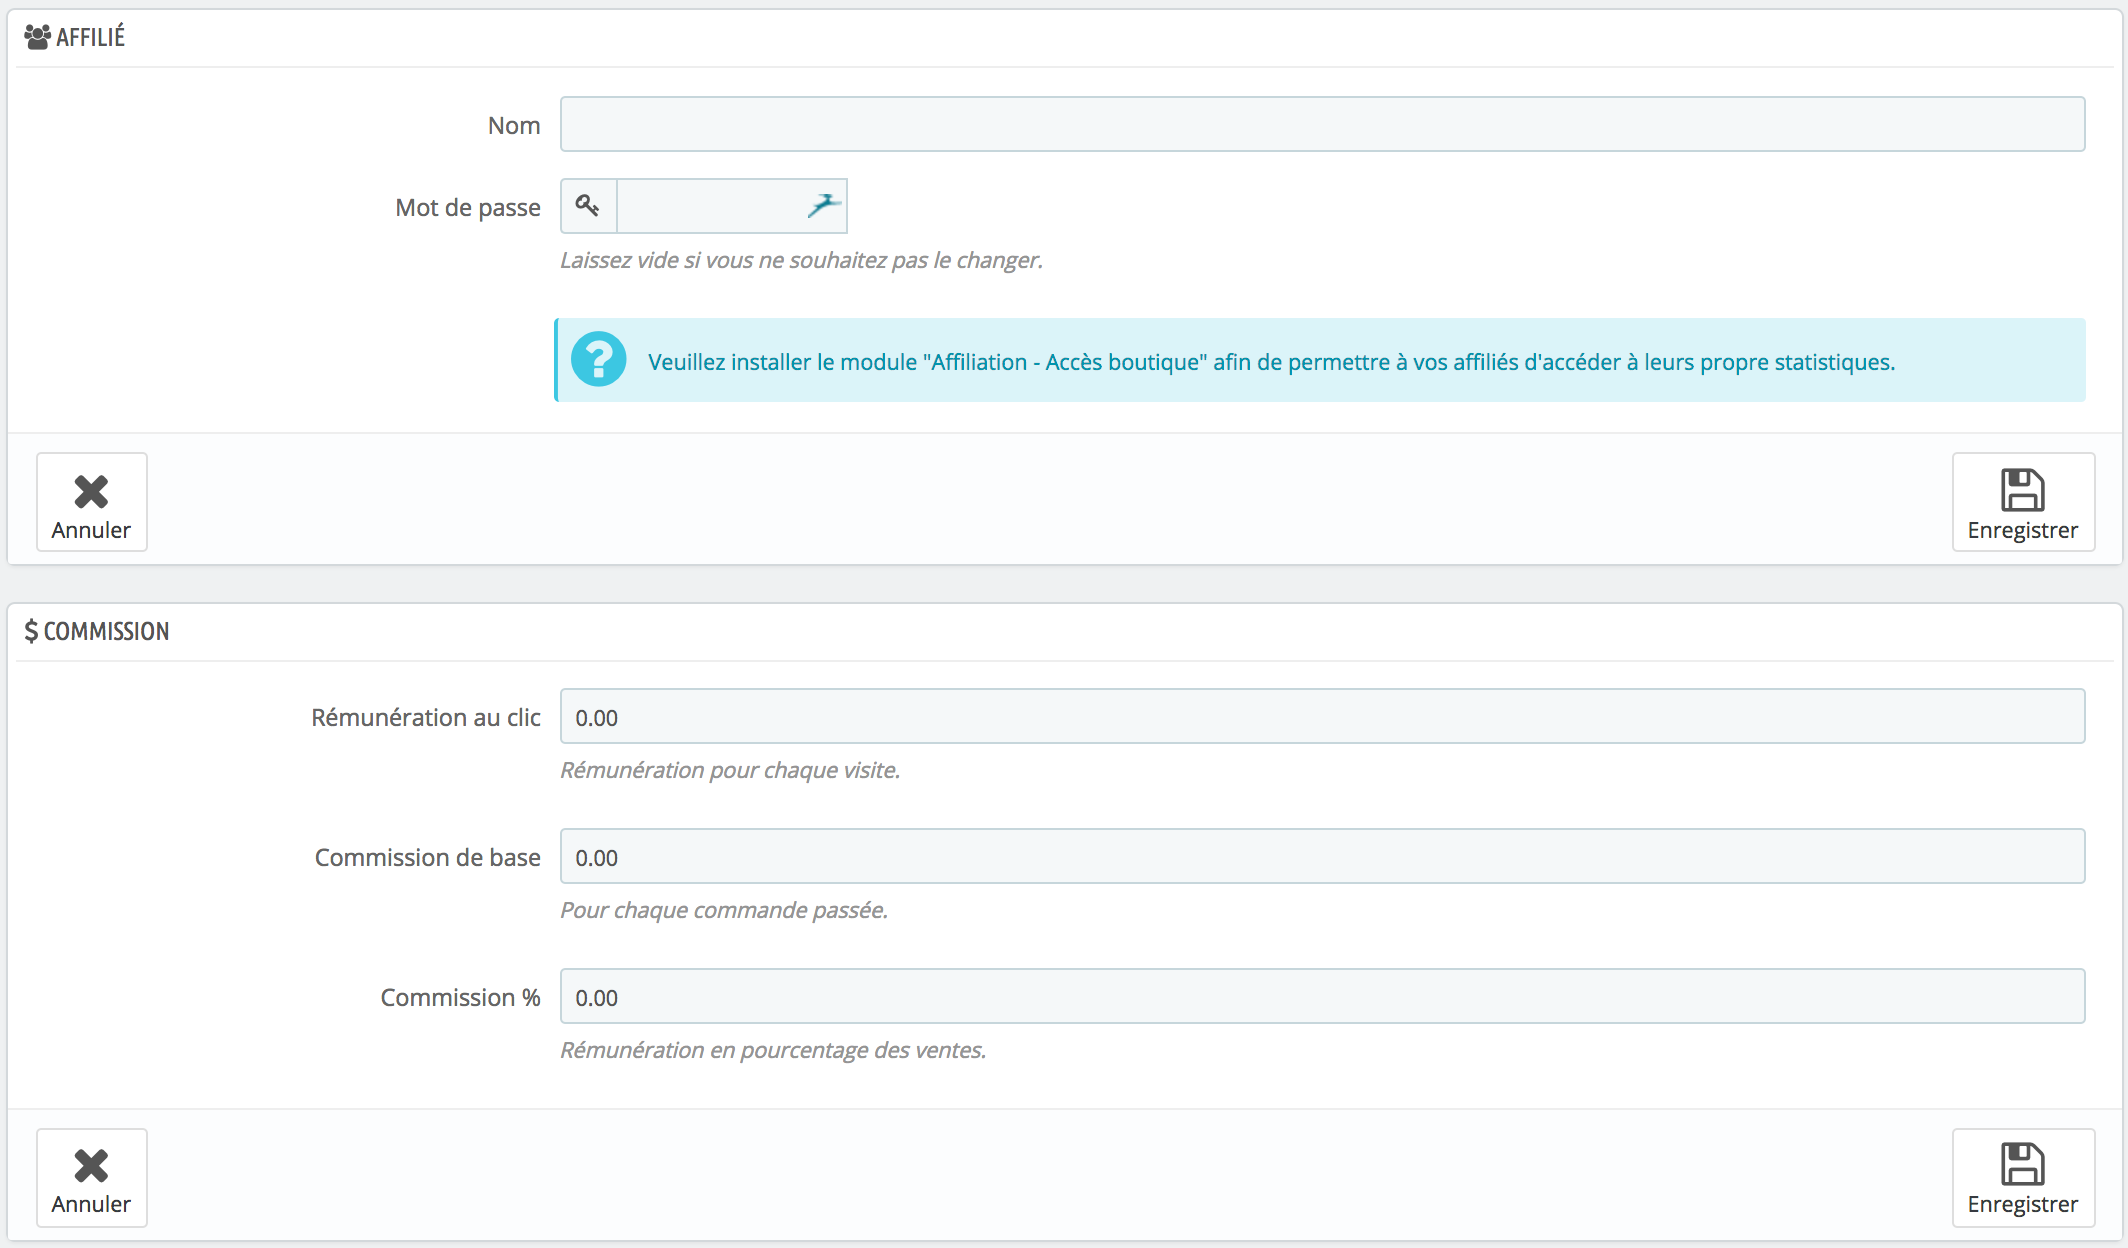 AFFILIÉ
Nom
Mot de passe
Laissez vide si vous ne souhaitez pas le changer.
Veuillez installer le module "Affiliation - Accès boutique" afin de permettre à vos affiliés d'accéder à leurs propre statistiques.
Annuler
Enregistrer
$ COMMISSION
Rémunération au clic
0.00
Rémunération pour chaque visite.
Commission de base
0.00
Pour chaque commande passée.
Commission %
0.00
Rémunération en pourcentage des ventes.
Annuler
Enregistrer